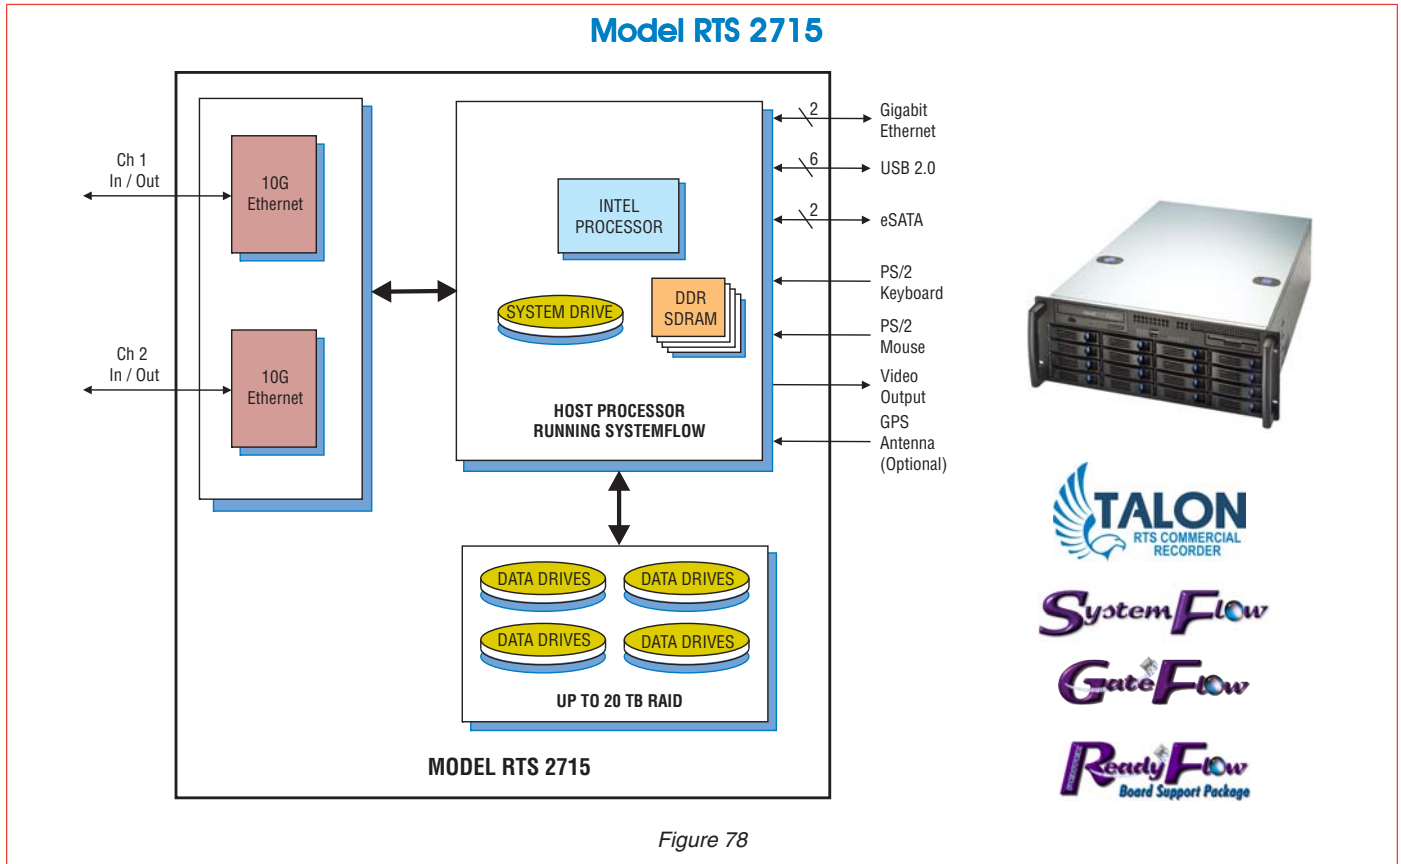 Model RTS 2715
Ch 1
In / Out
10G
Ethernet
Ch 2
In / Out
10G
Ethernet
INTEL
PROCESSOR
SYSTEM DRIVE
DDR
SDRAM
HOST PROCESSOR
RUNNING SYSTEMFLOW
2
Gigabit
Ethernet
6
USB 2.0
2
eSATA
PS/2
Keyboard
PS/2
Mouse
Video
Output
GPS
Antenna
(Optional)
DATA DRIVES
DATA DRIVES
DATA DRIVES
DATA DRIVES
UP TO 20 TB RAID
MODEL RTS 2715
TALON
RTS COMMERCIAL
RECORDER
SystemFlow
GateFlow
ReadyFlow
Board Support Package
Figure 78